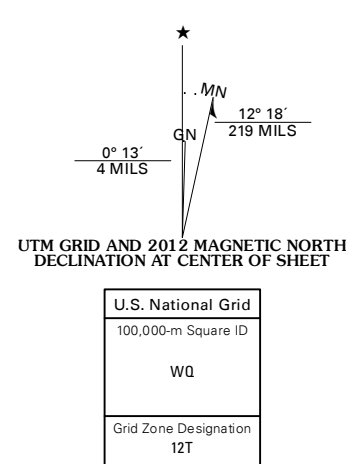 MN
12° 18´
219 MILS
GN
0° 13´
4 MILS
UTM GRID AND 2012 MAGNETIC NORTH
DECLINATION AT CENTER OF SHEET
U.S. National Grid
100,000-m Square ID
WQ
Grid Zone Designation
12T